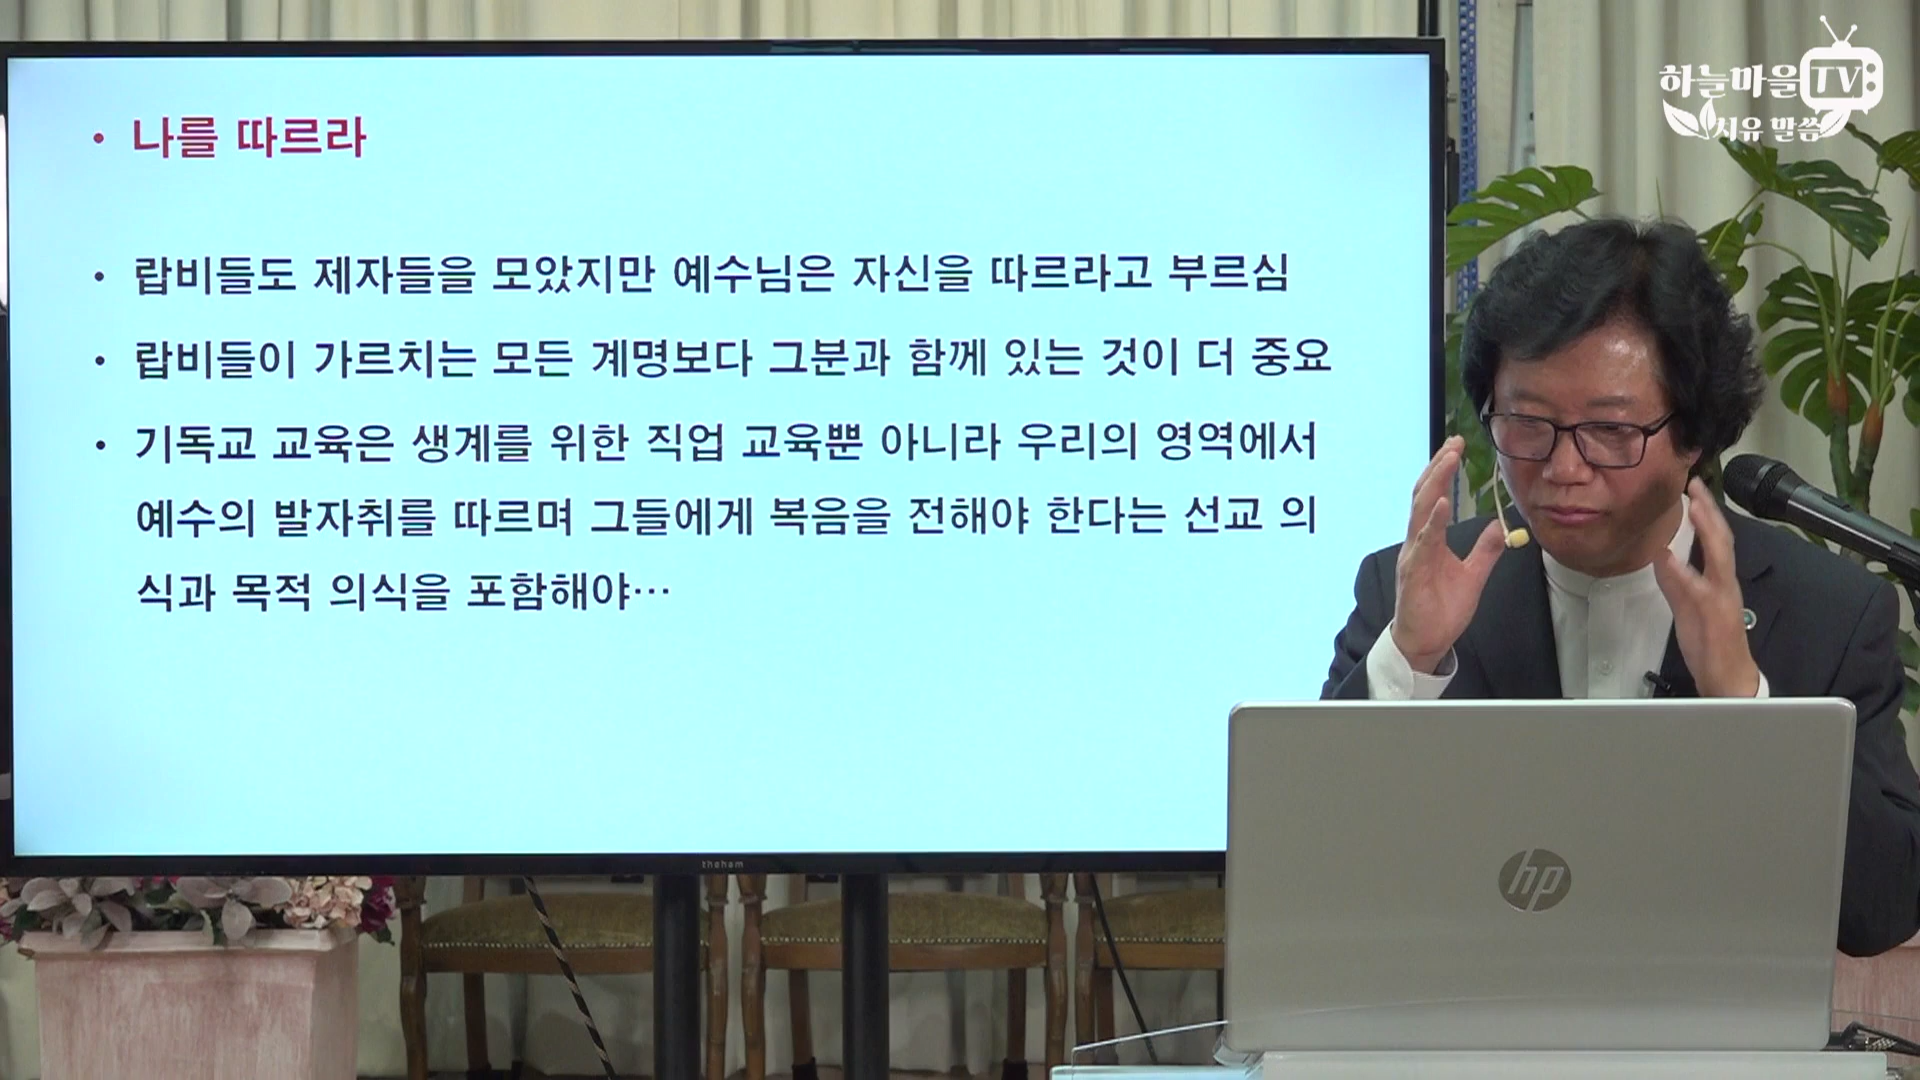 하늘마을 TV
치유 말씀
• 나를 따르라
• 랍비들도 제자들을 모았지만 예수님은 자신을 따르라고 부르심
• 랍비들이 가르치는 모든 계명보다 그분과 함께 있는 것이 더 중요
• 기독교 교육은 생계를 위한 직업 교육뿐 아니라 우리의 영역에서
예수의 발자취를 따르며 그들에게 복음을 전해야 한다는 선교 의
식과 목적 의식을 포함해야…
theham
hp